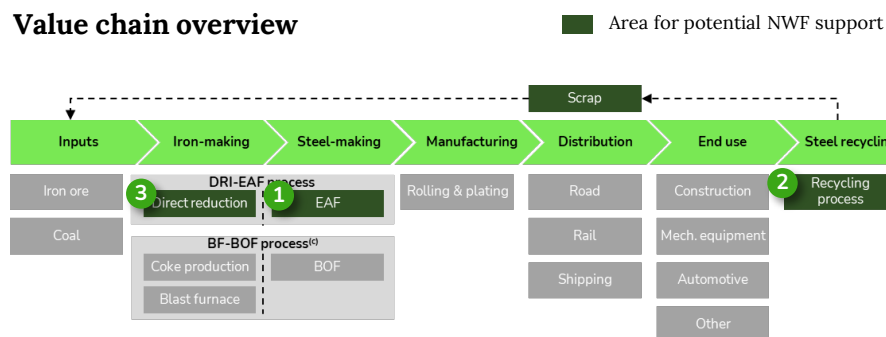 Value chain overview
Area for potential NWF support
Scrap
Inputs
Iron-making
Steel-making
Manufacturing
Distribution
End use
Steel recyclin
DRI-EAF process
3
Direct reduction
1
EAF
BF-BOF process(c)
Coke production
BOF
Blast furnace
Iron ore
Coal
Rolling & plating
Road
Rail
Shipping
Construction
Mech. equipment
Automotive
Other
2
Recycling
process